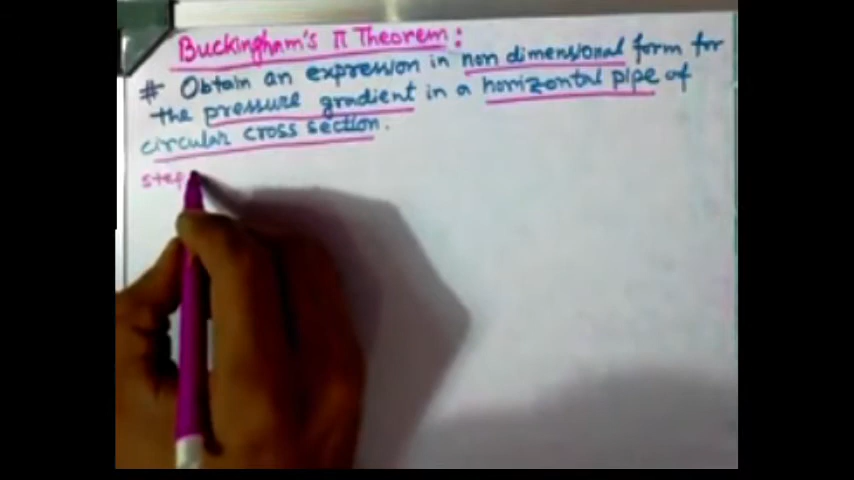 Buckingham's π Theorem :
# Obtain an expression in non dimensional form for
the pressure gradient in a horizontal pipe of
circular cross section.
step